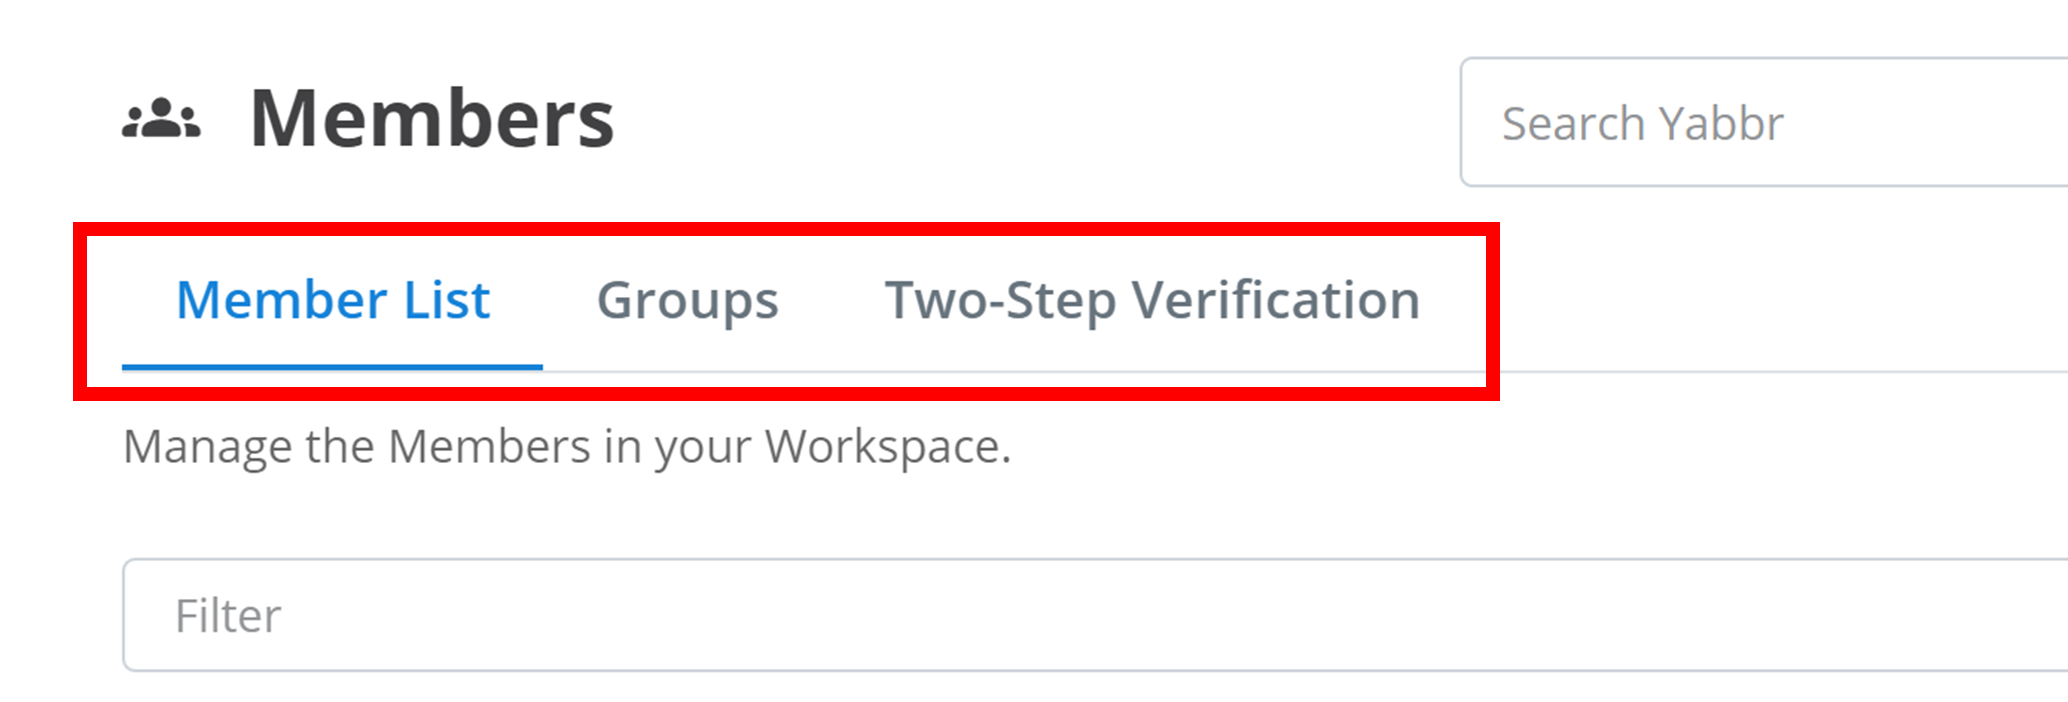 Members
Search Yabbr
Member List Groups Two-Step Verification
Manage the Members in your Workspace.
Filter